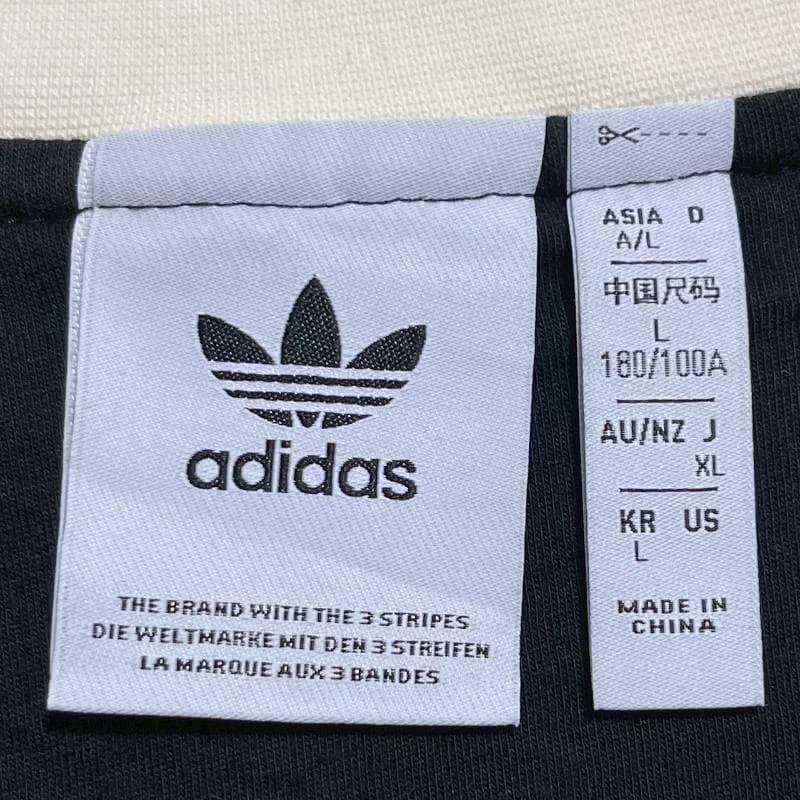 adidas
THE BRAND WITH THE 3 STRIPES
DIE WELTMARKE MIT DEN 3 STREIFEN
LA MARQUE AUX 3 BANDES
ASIA D
A/L
中国尺码
L
180/100A
AU/NZ J
XL
KR US
L
MADE IN
CHINA